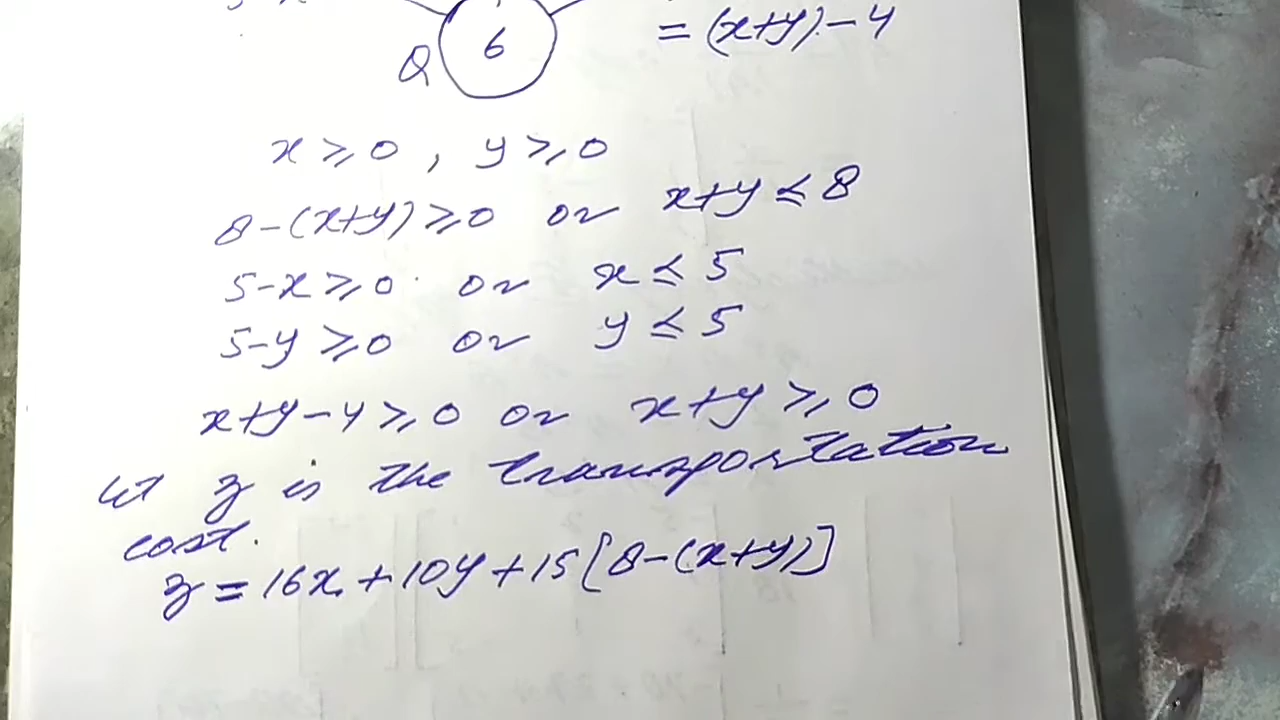 = (x+y) - 4
Q 6
x ≥ 0 , y ≥ 0
8-(x+y) ≥ 0 or x+y ≤ 8
5-x ≥ 0 or x ≤ 5
5-y ≥ 0 or y ≤ 5
x+y-4 ≥ 0 or x+y ≥ 0
Let z is the transportation
cost.
z = 16x + 10y + 15[8-(x+y)]